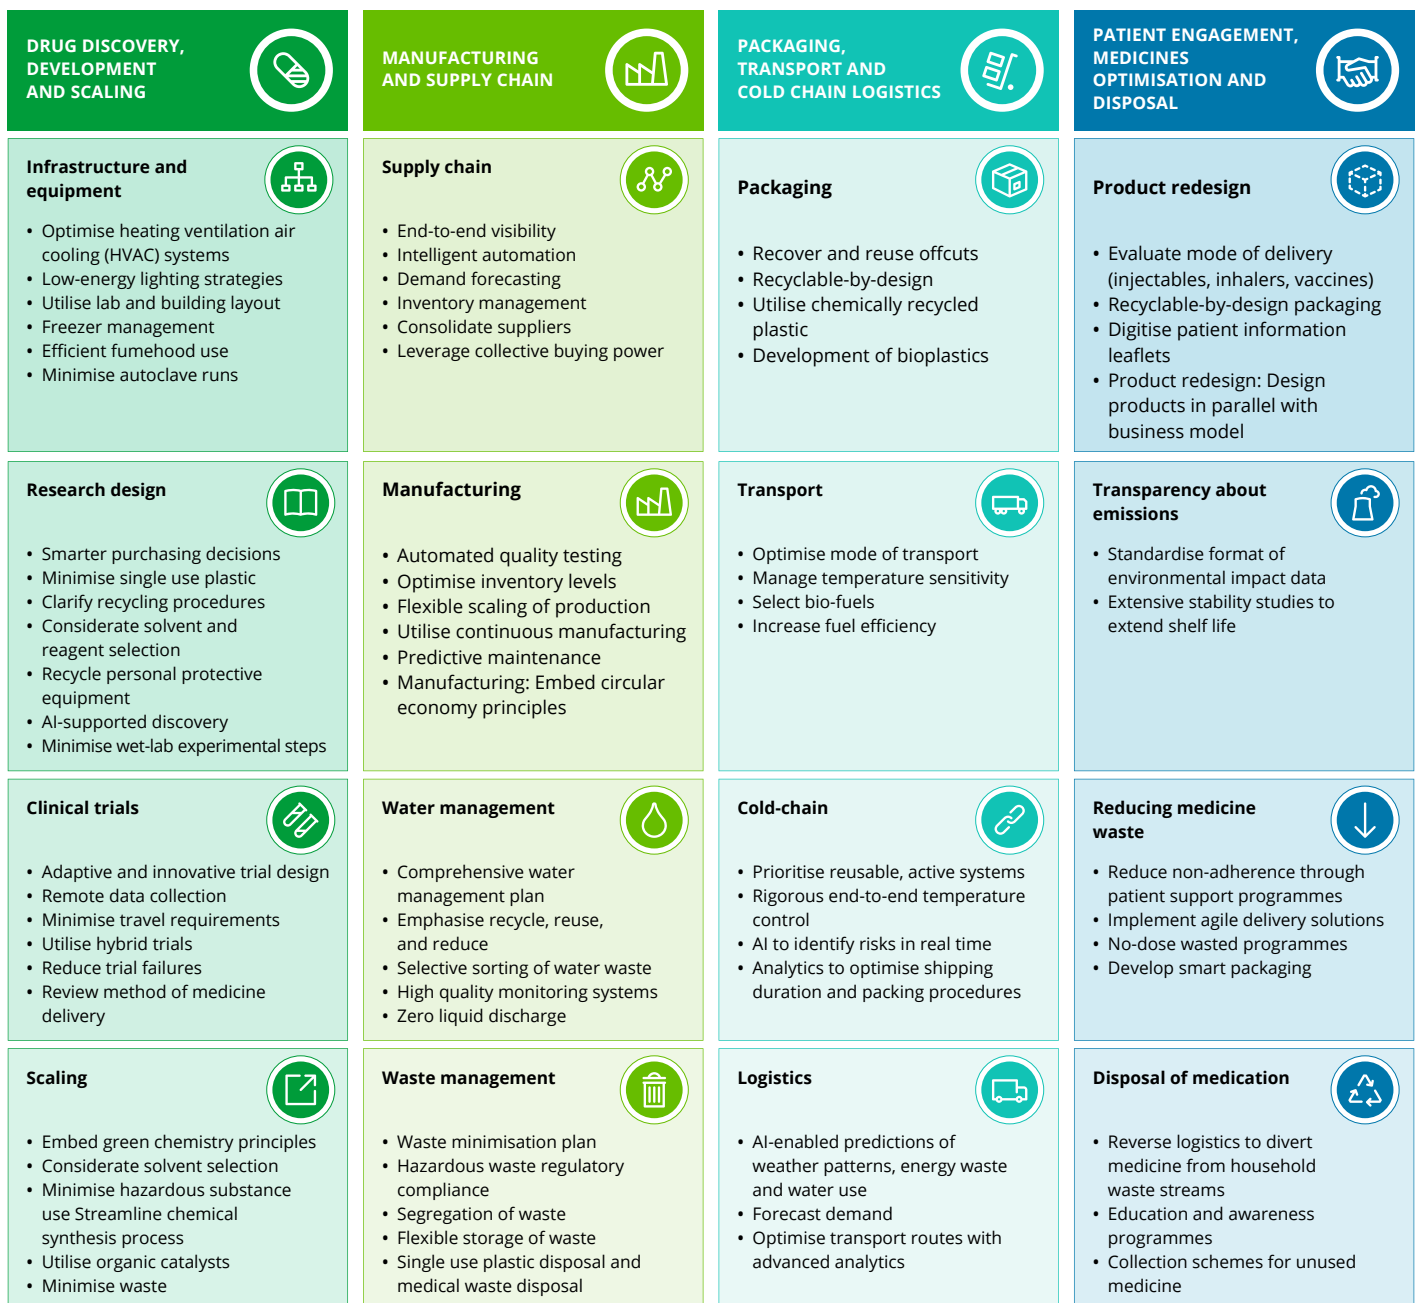 DRUG DISCOVERY,
DEVELOPMENT
AND SCALING
Infrastructure and
equipment
• Optimise heating ventilation air
cooling (HVAC) systems
• Low-energy lighting strategies
• Utilise lab and building layout
• Freezer management
• Efficient fumehood use
• Minimise autoclave runs
Research design
• Smarter purchasing decisions
• Minimise single use plastic
• Clarify recycling procedures
• Considerate solvent and
reagent selection
• Recycle personal protective
equipment
• AI-supported discovery
• Minimise wet-lab experimental steps
Clinical trials
• Adaptive and innovative trial design
• Remote data collection
• Minimise travel requirements
• Utilise hybrid trials
• Reduce trial failures
• Review method of medicine
delivery
Scaling
• Embed green chemistry principles
• Considerate solvent selection
• Minimise hazardous substance
use Streamline chemical
synthesis process
• Utilise organic catalysts
• Minimise waste
MANUFACTURING
AND SUPPLY CHAIN
Supply chain
• End-to-end visibility
• Intelligent automation
• Demand forecasting
• Inventory management
• Consolidate suppliers
• Leverage collective buying power
Manufacturing
• Automated quality testing
• Optimise inventory levels
• Flexible scaling of production
• Utilise continuous manufacturing
• Predictive maintenance
• Manufacturing: Embed circular
economy principles
Water management
• Comprehensive water
management plan
• Emphasise recycle, reuse,
and reduce
• Selective sorting of water waste
• High quality monitoring systems
• Zero liquid discharge
Waste management
• Waste minimisation plan
• Hazardous waste regulatory
compliance
• Segregation of waste
• Flexible storage of waste
• Single use plastic disposal and
medical waste disposal
PACKAGING,
TRANSPORT AND
COLD CHAIN LOGISTICS
Packaging
• Recover and reuse offcuts
• Recyclable-by-design
• Utilise chemically recycled
plastic
• Development of bioplastics
Transport
• Optimise mode of transport
• Manage temperature sensitivity
• Select bio-fuels
• Increase fuel efficiency
Cold-chain
• Prioritise reusable, active systems
• Rigorous end-to-end temperature
control
• AI to identify risks in real time
• Analytics to optimise shipping
duration and packing procedures
Logistics
• AI-enabled predictions of
weather patterns, energy waste
and water use
• Forecast demand
• Optimise transport routes with
advanced analytics
PATIENT ENGAGEMENT,
MEDICINES
OPTIMISATION AND
DISPOSAL
Product redesign
• Evaluate mode of delivery
(injectables, inhalers, vaccines)
• Recyclable-by-design packaging
• Digitise patient information
leaflets
• Product redesign: Design
products in parallel with
business model
Transparency about
emissions
• Standardise format of
environmental impact data
• Extensive stability studies to
extend shelf life
Reducing medicine
waste
• Reduce non-adherence through
patient support programmes
• Implement agile delivery solutions
• No-dose wasted programmes
• Develop smart packaging
Disposal of medication
• Reverse logistics to divert
medicine from household
waste streams
• Education and awareness
programmes
• Collection schemes for unused
medicine